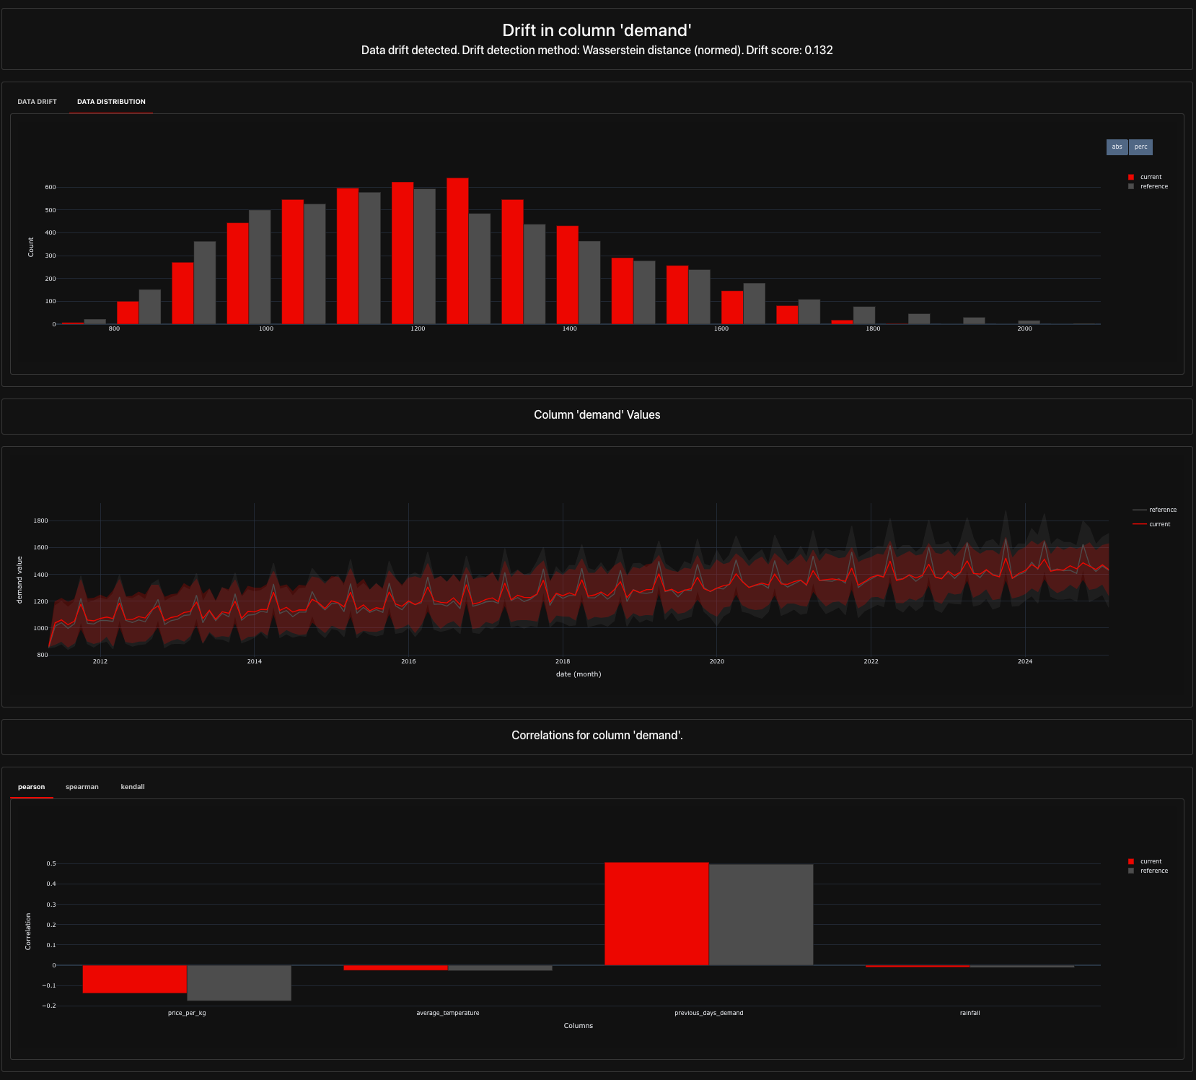 Drift in column 'demand'
Data drift detected. Drift detection method: Wasserstein distance (normed). Drift score: 0.132
DATA DRIFT DATA DISTRIBUTION
abs perc
current
reference
600
500
400
300
200
100
0
Count
800 1000 1200 1400 1600 1800 2000
Column 'demand' Values
reference
current
1800
1600
1400
1200
1000
800
demand value
2012 2014 2016 2018 2020 2022 2024
date (month)
Correlations for column 'demand'.
pearson spearman kendall
current
reference
0.5
0.4
0.3
0.2
0.1
0
−0.1
−0.2
Correlation
price_per_kg average_temperature previous_days_demand rainfall
Columns